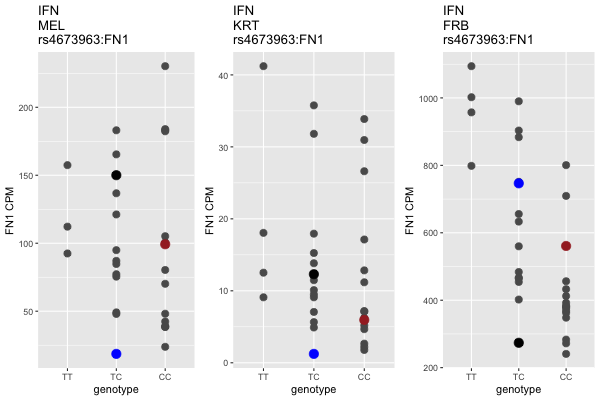 IFN
MEL
rs4673963:FN1
FN1 CPM
200
150
100
50
TT TC CC
genotype
IFN
KRT
rs4673963:FN1
FN1 CPM
40
30
20
10
0
TT TC CC
genotype
IFN
FRB
rs4673963:FN1
FN1 CPM
1000
800
600
400
200
TT TC CC
genotype